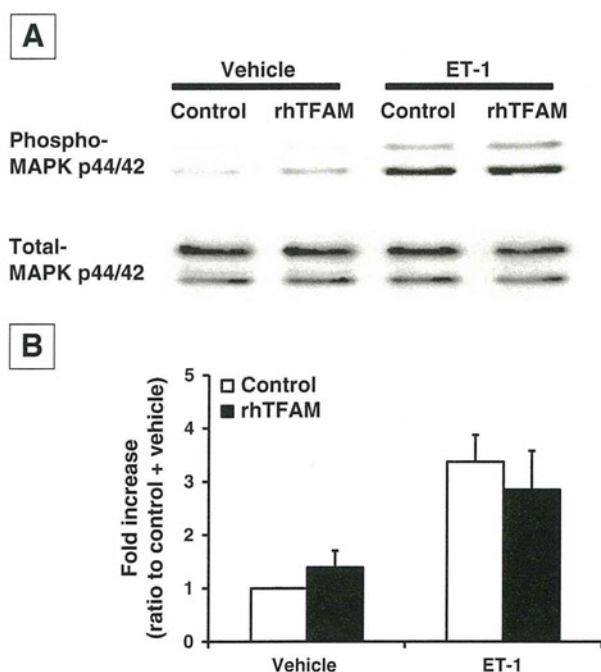 A
Vehicle ET-1
Control rhTFAM Control rhTFAM
Phospho-
MAPK p44/42
Total-
MAPK p44/42
B
Fold increase
(ratio to control + vehicle)
5
4
3
2
1
0
Control
rhTFAM
Vehicle ET-1